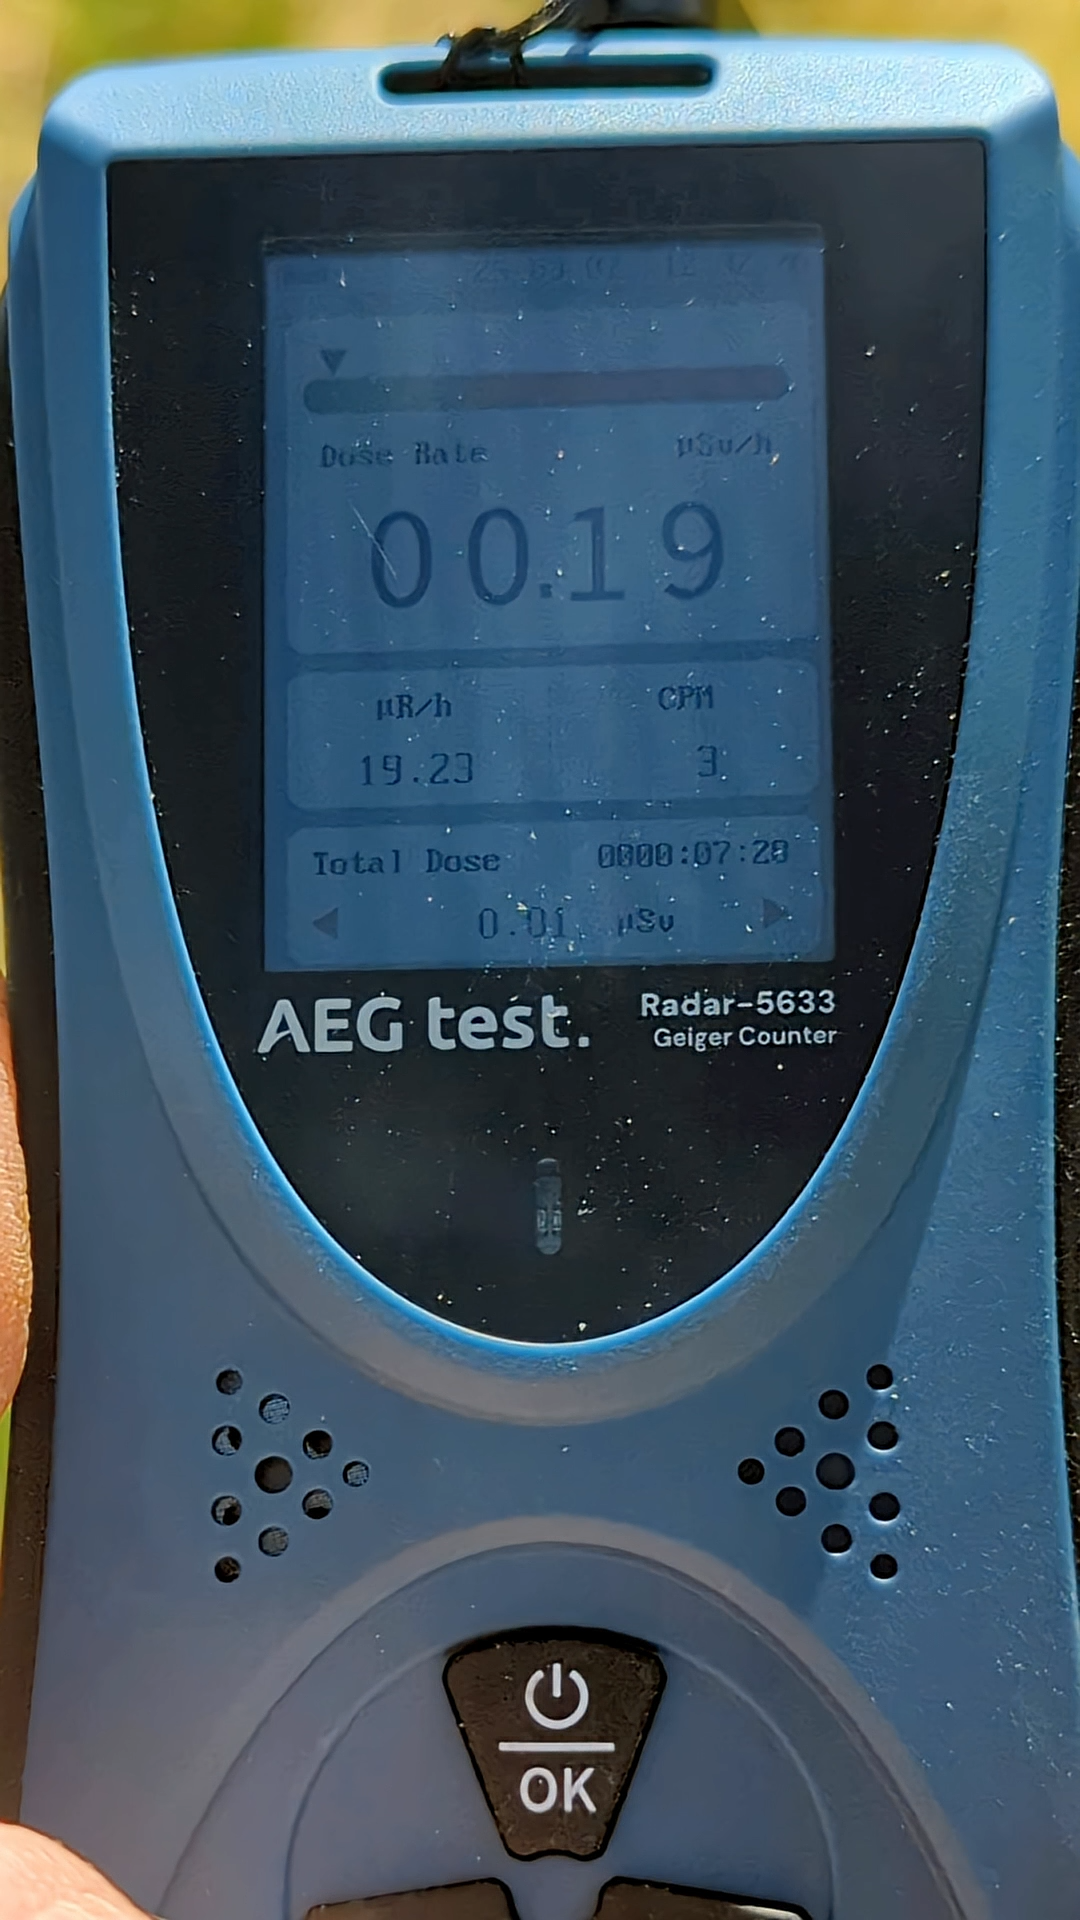 Dose Rate μSv/h
00.19
μR/h CPM
19.23 3
Total Dose 0000:07:28
0.01 μSv
AEG test. Radar-5633
Geiger Counter
OK